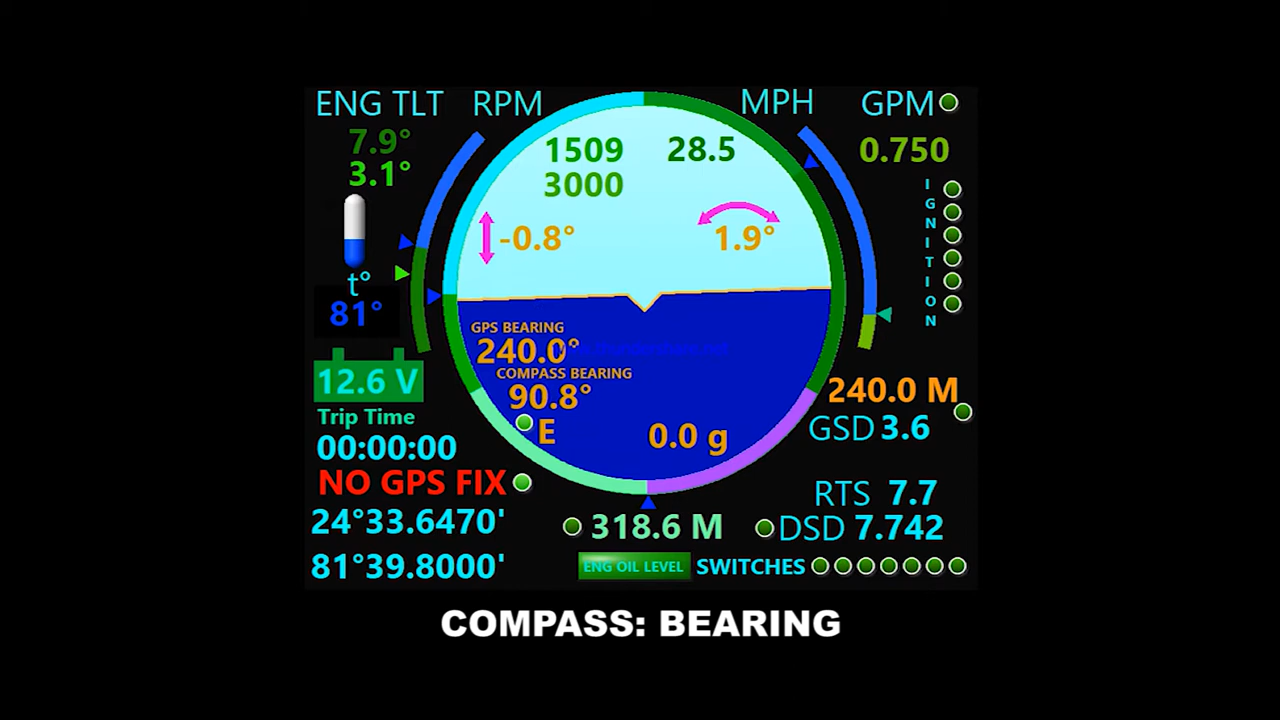 ENG TLT RPM MPH GPM
7.9° 1509 28.5 0.750
3.1° 3000
-0.8° 1.9°
IGNITION
t°
81°
GPS BEARING
240.0°
COMPASS BEARING
90.8°
12.6 V
240.0 M
Trip Time
E 0.0 g
GSD 3.6
00:00:00
NO GPS FIX
RTS 7.7
24°33.6470'
318.6 M
DSD 7.742
81°39.8000'
ENG OIL LEVEL
SWITCHES
COMPASS: BEARING